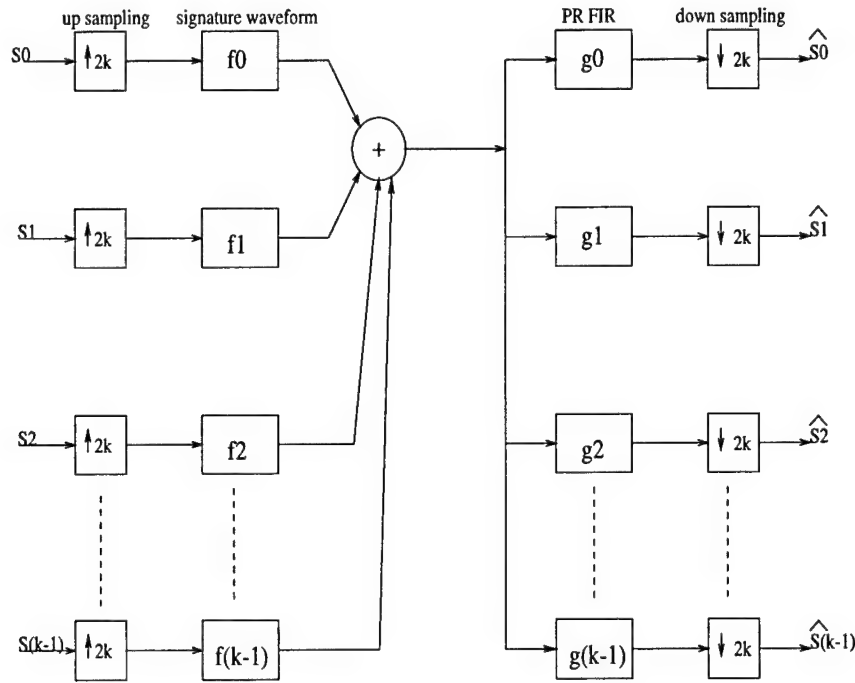 up sampling signature waveform PR FIR down sampling
S0 ↑2k f0 g0 ↓ 2k Ŝ0
+
S1 ↑2k f1 g1 ↓ 2k Ŝ1
S2 ↑2k f2 g2 ↓ 2k Ŝ2
S(k-1) ↑2k f(k-1) g(k-1) ↓ 2k Ŝ(k-1)